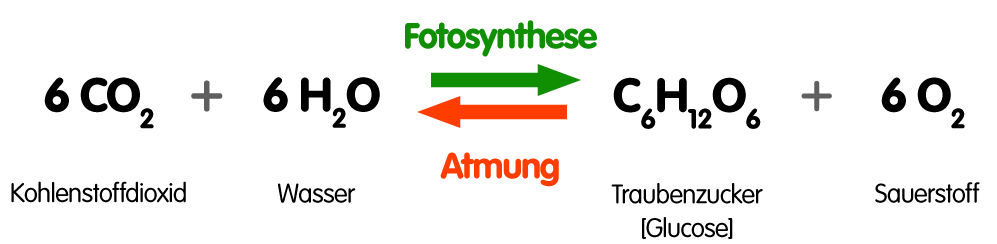 Fotosynthese
6 CO₂ + 6 H₂O C₆H₁₂O₆ + 6 O₂
Atmung
Kohlenstoffdioxid Wasser Traubenzucker Sauerstoff
[Glucose]